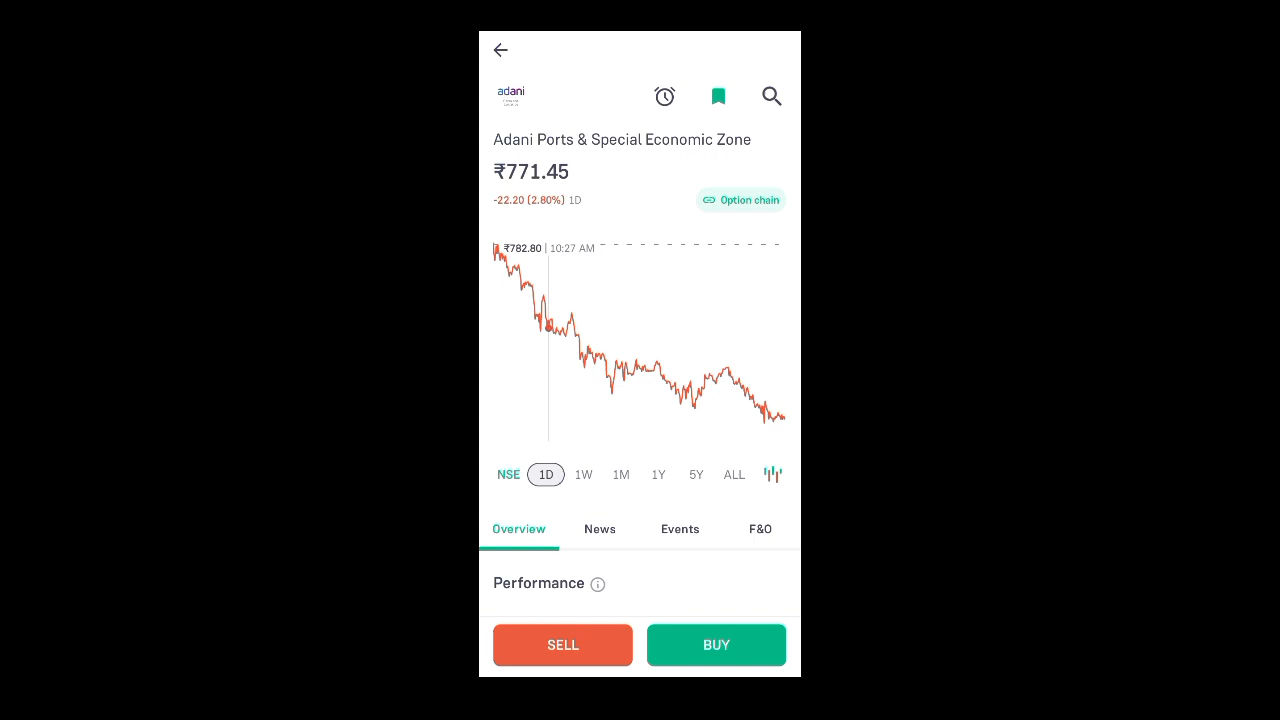 adani
Adani Ports & Special Economic Zone
₹771.45
-22.20 (2.80%) 1D
Option chain
₹782.80 | 10:27 AM
NSE 1D 1W 1M 1Y 5Y ALL
Overview News Events F&O
Performance
SELL BUY